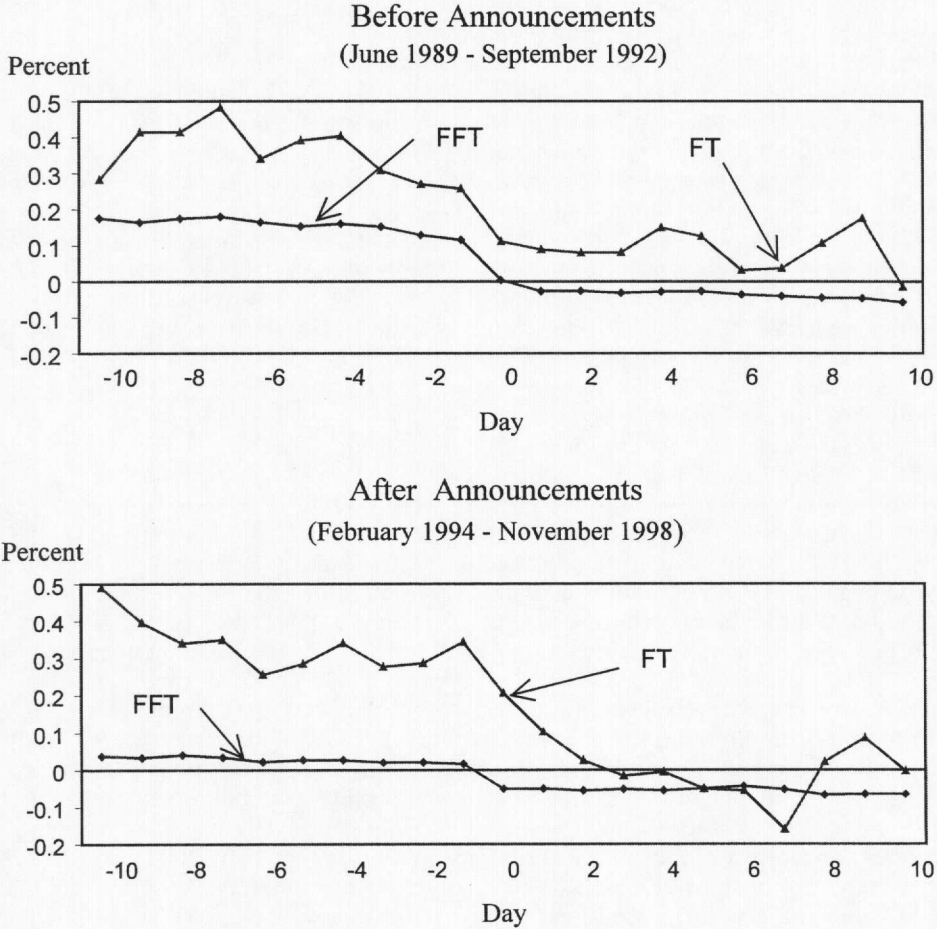 Before Announcements
(June 1989 - September 1992)
Percent
0.5
0.4
0.3
0.2
0.1
0
-0.1
-0.2
FFT
FT
-10 -8 -6 -4 -2 0 2 4 6 8 10
Day
After Announcements
(February 1994 - November 1998)
Percent
0.5
0.4
0.3
0.2
0.1
0
-0.1
-0.2
FT
FFT
-10 -8 -6 -4 -2 0 2 4 6 8 10
Day